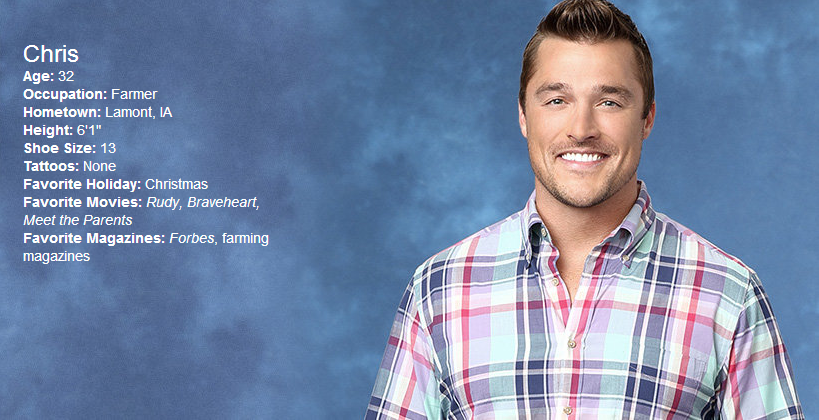 Chris
Age: 32
Occupation: Farmer
Hometown: Lamont, IA
Height: 6'1"
Shoe Size: 13
Tattoos: None
Favorite Holiday: Christmas
Favorite Movies: Rudy, Braveheart,
Meet the Parents
Favorite Magazines: Forbes, farming
magazines